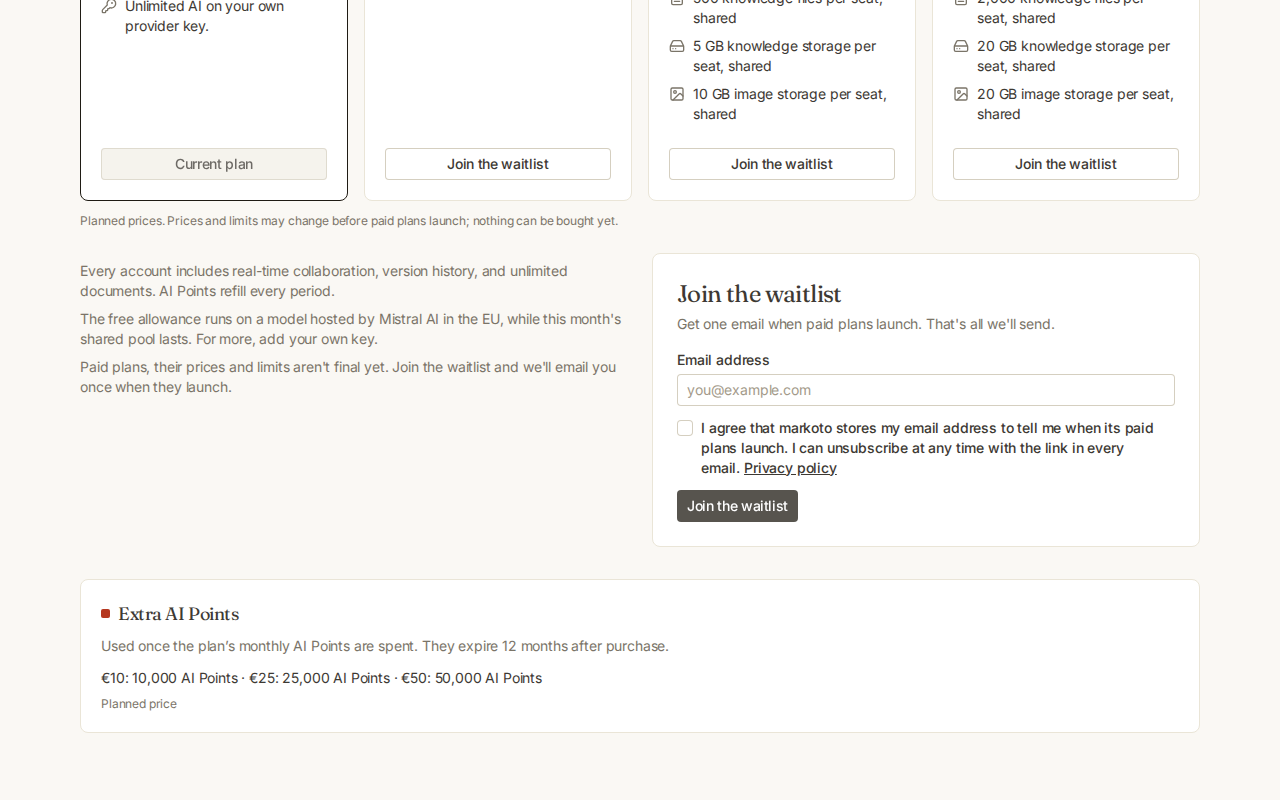 Unlimited AI on your own
provider key.
Current plan
Join the waitlist
seat,
shared
5 GB knowledge storage per
seat, shared
10 GB image storage per seat,
shared
Join the waitlist
seat, shared
20 GB knowledge storage per
seat, shared
20 GB image storage per seat,
shared
Join the waitlist
Planned prices. Prices and limits may change before paid plans launch; nothing can be bought yet.
Every account includes real-time collaboration, version history, and unlimited
documents. AI Points refill every period.
The free allowance runs on a model hosted by Mistral AI in the EU, while this month's
shared pool lasts. For more, add your own key.
Paid plans, their prices and limits aren't final yet. Join the waitlist and we'll email you
once when they launch.
Join the waitlist
Get one email when paid plans launch. That's all we'll send.
Email address
you@example.com
I agree that markoto stores my email address to tell me when its paid
plans launch. I can unsubscribe at any time with the link in every
email. Privacy policy
Join the waitlist
Extra AI Points
Used once the plan’s monthly AI Points are spent. They expire 12 months after purchase.
€10: 10,000 AI Points · €25: 25,000 AI Points · €50: 50,000 AI Points
Planned price